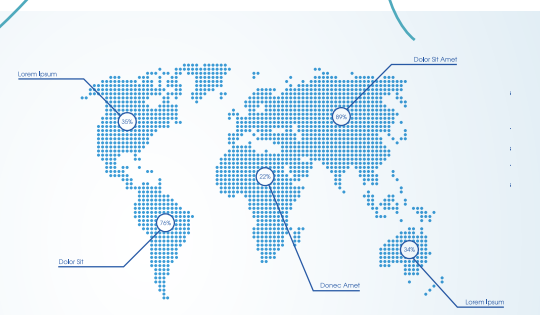 Dolor Sit Amet
Lorem Ipsum
35%
89%
22%
76%
34%
Dolor Sit
Donec Amet
Lorem Ipsum